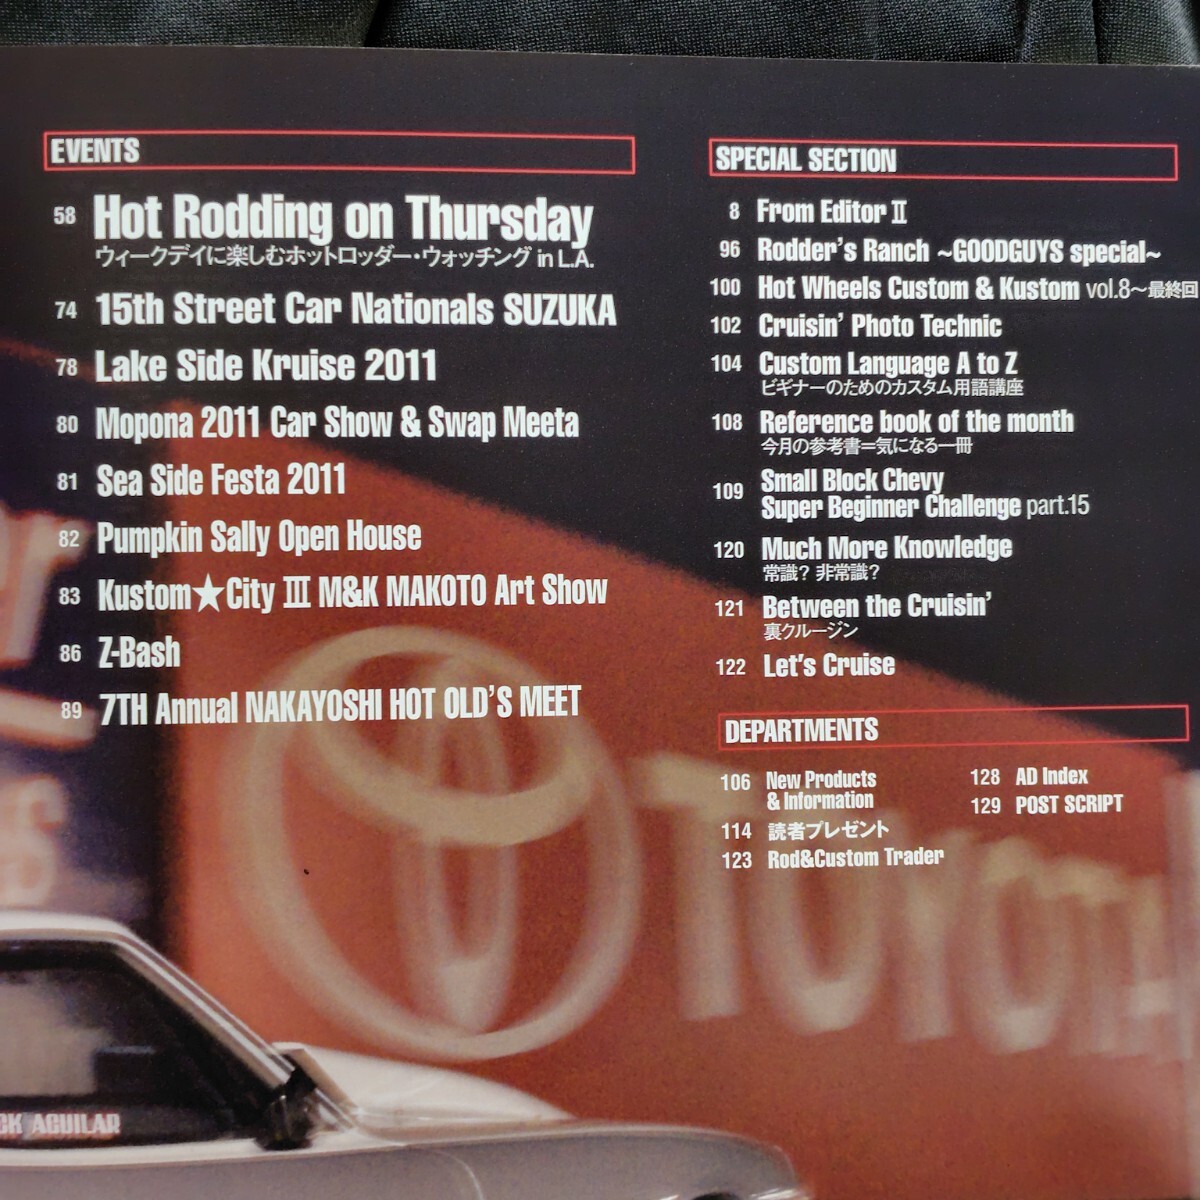 EVENTS
58 Hot Rodding on Thursday
ウィークデイに楽しむホットロッダー・ウォッチング in L.A.
74 15th Street Car Nationals SUZUKA
78 Lake Side Kruise 2011
80 Mopona 2011 Car Show & Swap Meeta
81 Sea Side Festa 2011
82 Pumpkin Sally Open House
83 Kustom★City Ⅲ M&K MAKOTO Art Show
86 Z-Bash
89 7TH Annual NAKAYOSHI HOT OLD'S MEET
SPECIAL SECTION
8 From Editor Ⅱ
96 Rodder's Ranch ~GOODGUYS special~
100 Hot Wheels Custom & Kustom vol.8～最終回
102 Cruisin' Photo Technic
104 Custom Language A to Z
ビギナーのためのカスタム用語講座
108 Reference book of the month
今月の参考書=気になる一冊
109 Small Block Chevy
Super Beginner Challenge part.15
120 Much More Knowledge
常識? 非常識?
121 Between the Cruisin'
裏クルージン
122 Let's Cruise
DEPARTMENTS
106 New Products
& Information
114 読者プレゼント
123 Rod&Custom Trader
128 AD Index
129 POST SCRIPT
TOYOTA
CK AGUILAR